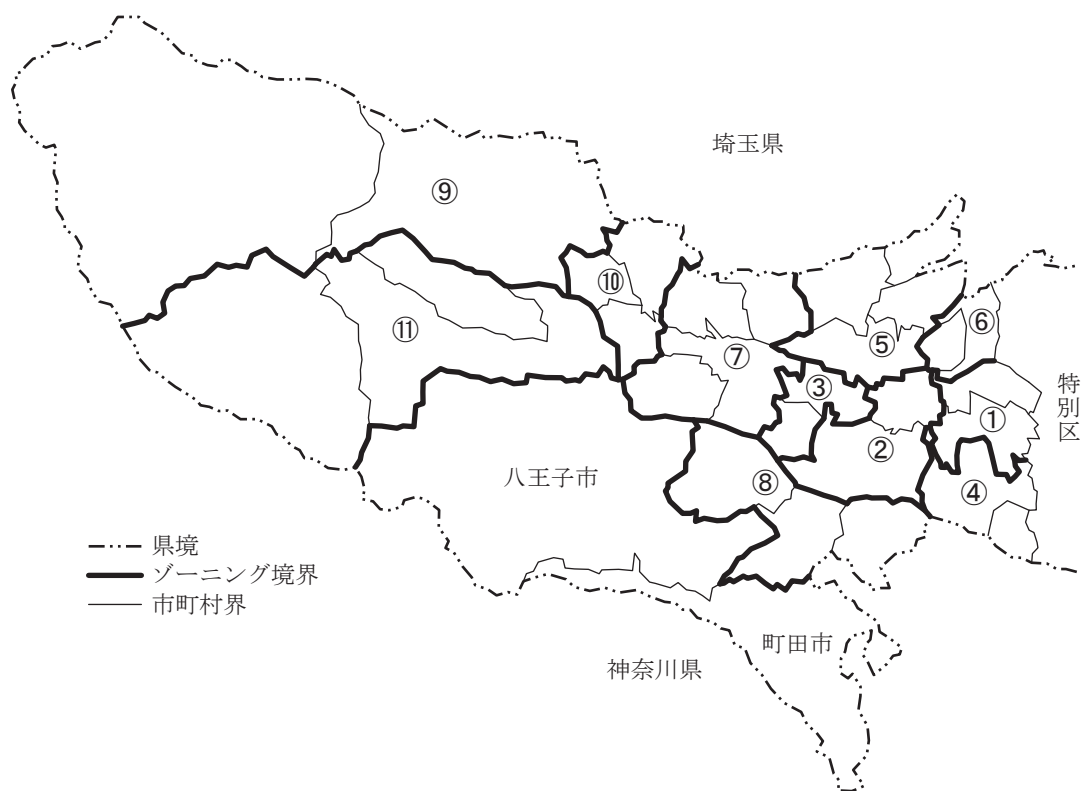 埼玉県
⑨
⑩
⑥
⑪
⑤
⑦
③
特別区
①
②
八王子市
⑧
④
県境
ゾーニング境界
市町村界
町田市
神奈川県